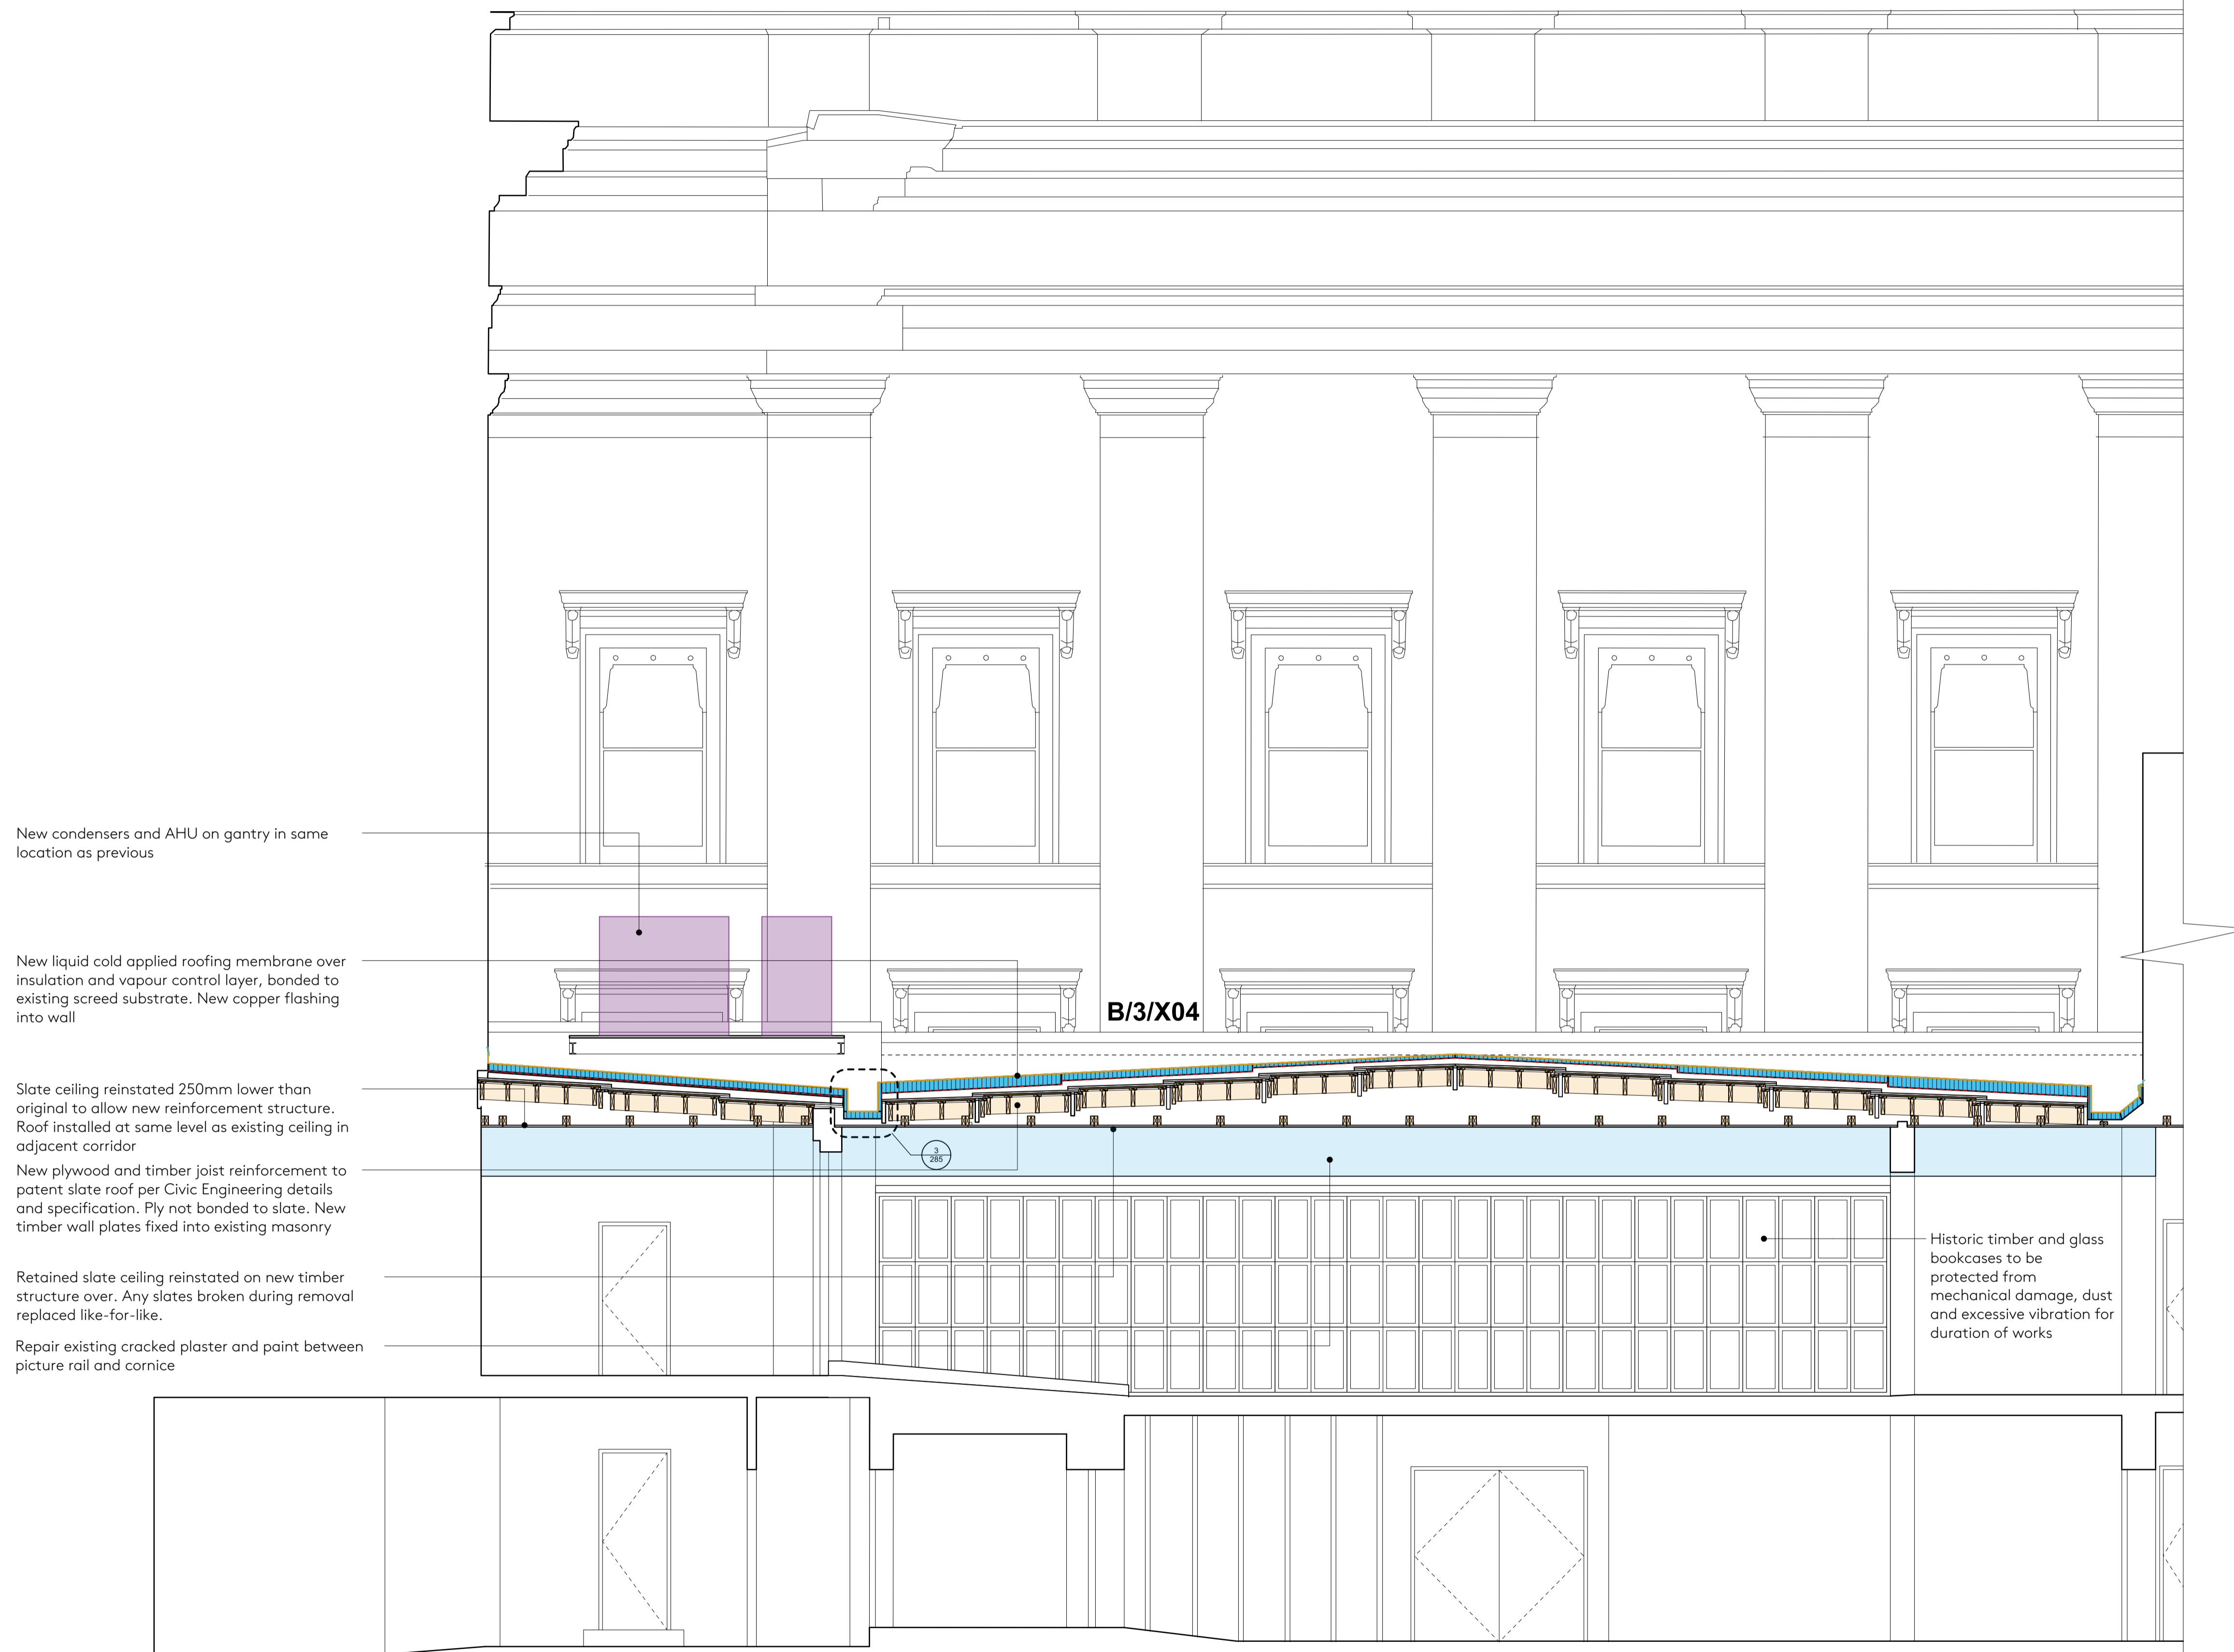 New condensers and AHU on gantry in same
location as previous
New liquid cold applied roofing membrane over
insulation and vapour control layer, bonded to
existing screed substrate. New copper flashing
into wall
B/3/X04
Slate ceiling reinstated 250mm lower than
original to allow new reinforcement structure.
Roof installed at same level as existing ceiling in
adjacent corridor
3
285
New plywood and timber joist reinforcement to
patent slate roof per Civic Engineering details
and specification. Ply not bonded to slate. New
timber wall plates fixed into existing masonry
Retained slate ceiling reinstated on new timber
structure over. Any slates broken during removal
replaced like-for-like.
Repair existing cracked plaster and paint between
picture rail and cornice
Historic timber and glass
bookcases to be
protected from
mechanical damage, dust
and excessive vibration for
duration of works